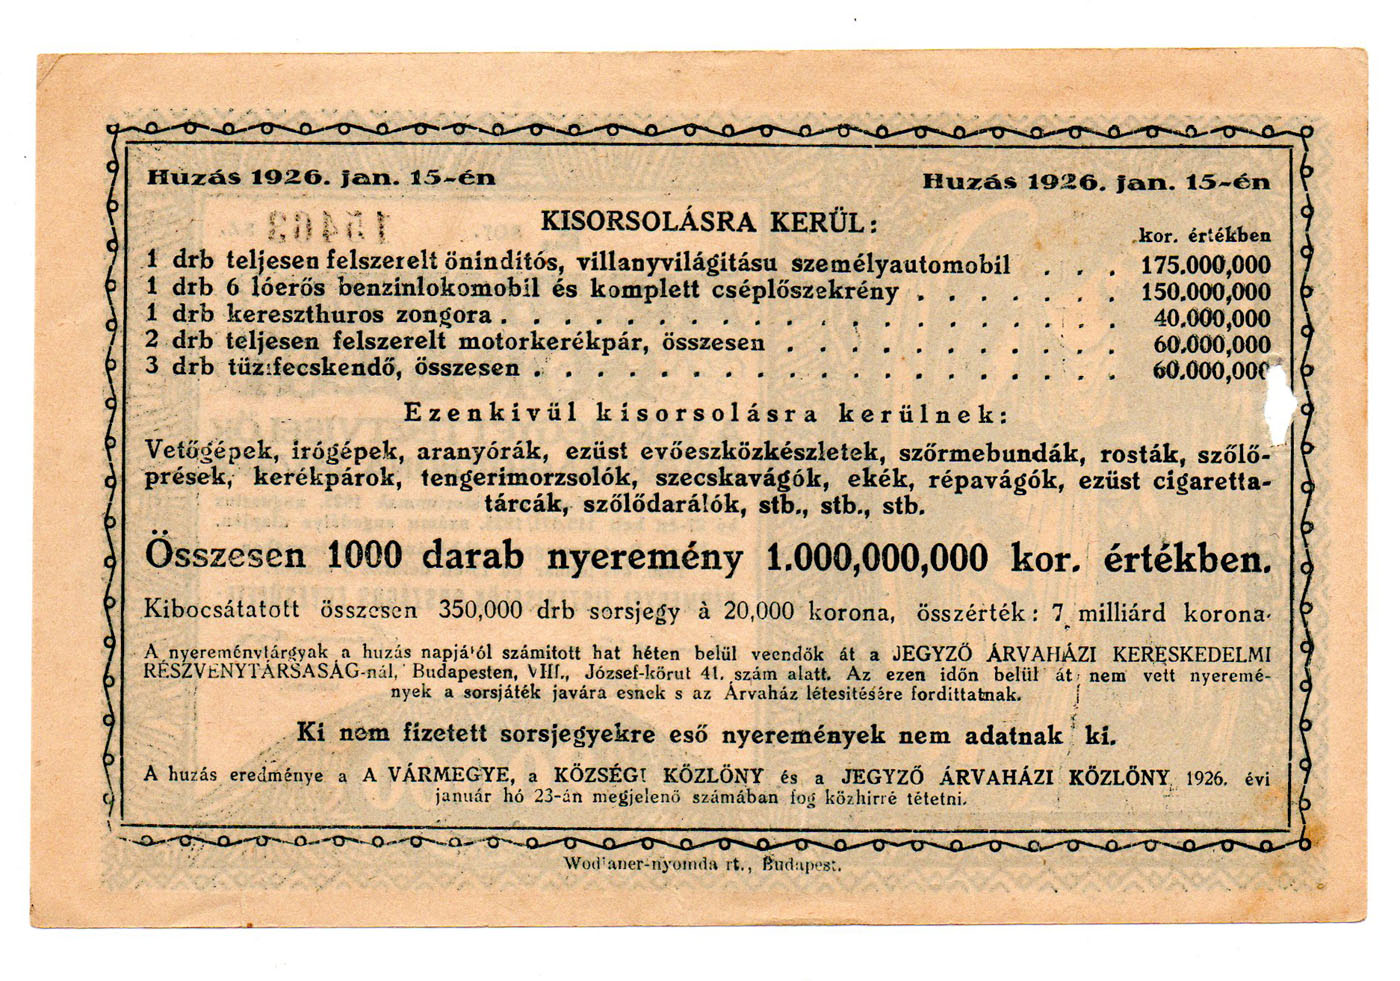 Huzás 1926. jan. 15-én
Huzás 1926. jan. 15-én
KISORSOLÁSRA KERÜL:
kor. értékben
1 drb teljesen felszerelt önindítós, villanyvilágitásu személyautomobil . . . 175.000,000
1 drb 6 lóerős benzinlokomobil és komplett cséplőszekrény . . . . . . . 150.000,000
1 drb kereszthuros zongora . . . . . . . . . . . . . . . . . . . . 40.000,000
2 drb teljesen felszerelt motorkerékpár, összesen . . . . . . . . . . . 60.000,000
3 drb tüzifecskendő, összesen . . . . . . . . . . . . . . . . . . . 60.000,000
Ezenkivül kisorsolásra kerülnek:
Vetőgépek, irógépek, aranyórák, ezüst evőeszközkészletek, szőrmebundák, rosták, szőlő-
prések, kerékpárok, tengerimorzsolók, szecskavágók, ekék, répavágók, ezüst cigaretta-
tárcák, szőlődarálók, stb., stb., stb.
Összesen 1000 darab nyeremény 1.000,000,000 kor. értékben.
Kibocsátatott összesen 350,000 drb sorsjegy à 20,000 korona, összérték: 7 milliárd korona.
A nyereménytárgyak a huzás napjától számitott hat héten belül veendők át a JEGYZŐ ÁRVAHÁZI KERESKEDELMI
RÉSZVÉNYTÁRSASÁG-nál, Budapesten, VIII., József-körut 41. szám alatt. Az ezen időn belül át nem vett nyeremé-
nyek a sorsjáték javára esnek s az Árvaház létesitésére fordittatnak.
Ki nem fizetett sorsjegyekre eső nyeremények nem adatnak ki.
A huzás eredménye a A VÁRMEGYE, a KÖZSÉGI KÖZLÖNY és a JEGYZŐ ÁRVAHÁZI KÖZLÖNY 1926. évi
január hó 23-án megjelenő számában fog közhirré tétetni.
Wodianer-nyomda rt., Budapest.